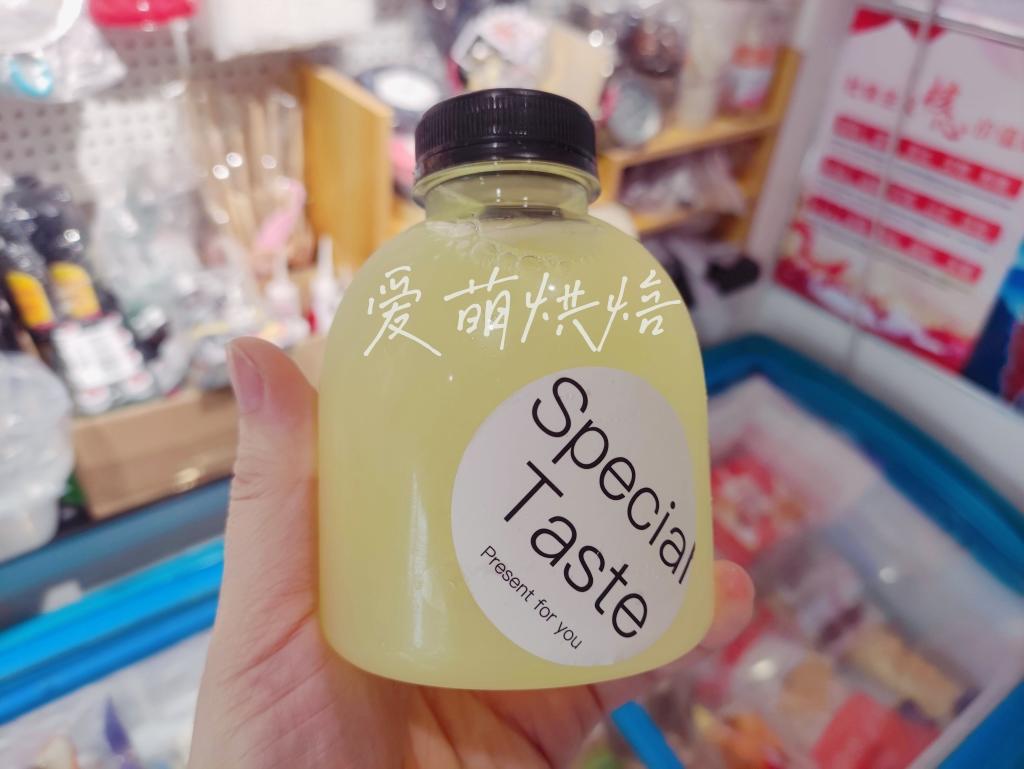 爱萌烘焙
Special
Taste
Present for you